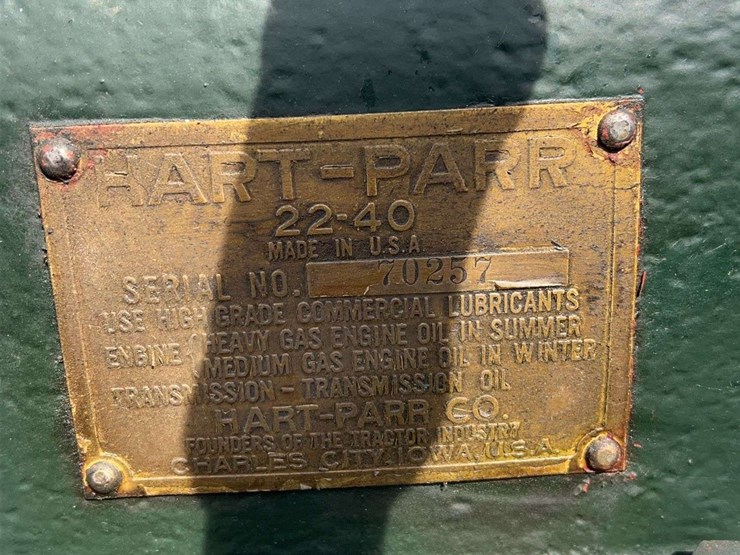 HART-PARR
22-40
MADE IN U.S.A.
SERIAL NO. 70257
USE HIGH GRADE COMMERCIAL LUBRICANTS
ENGINE { HEAVY GAS ENGINE OIL IN SUMMER
MEDIUM GAS ENGINE OIL IN WINTER
TRANSMISSION - TRANSMISSION OIL
HART-PARR CO.
FOUNDERS OF THE TRACTOR INDUSTRY
CHARLES CITY, IOWA, U.S.A.